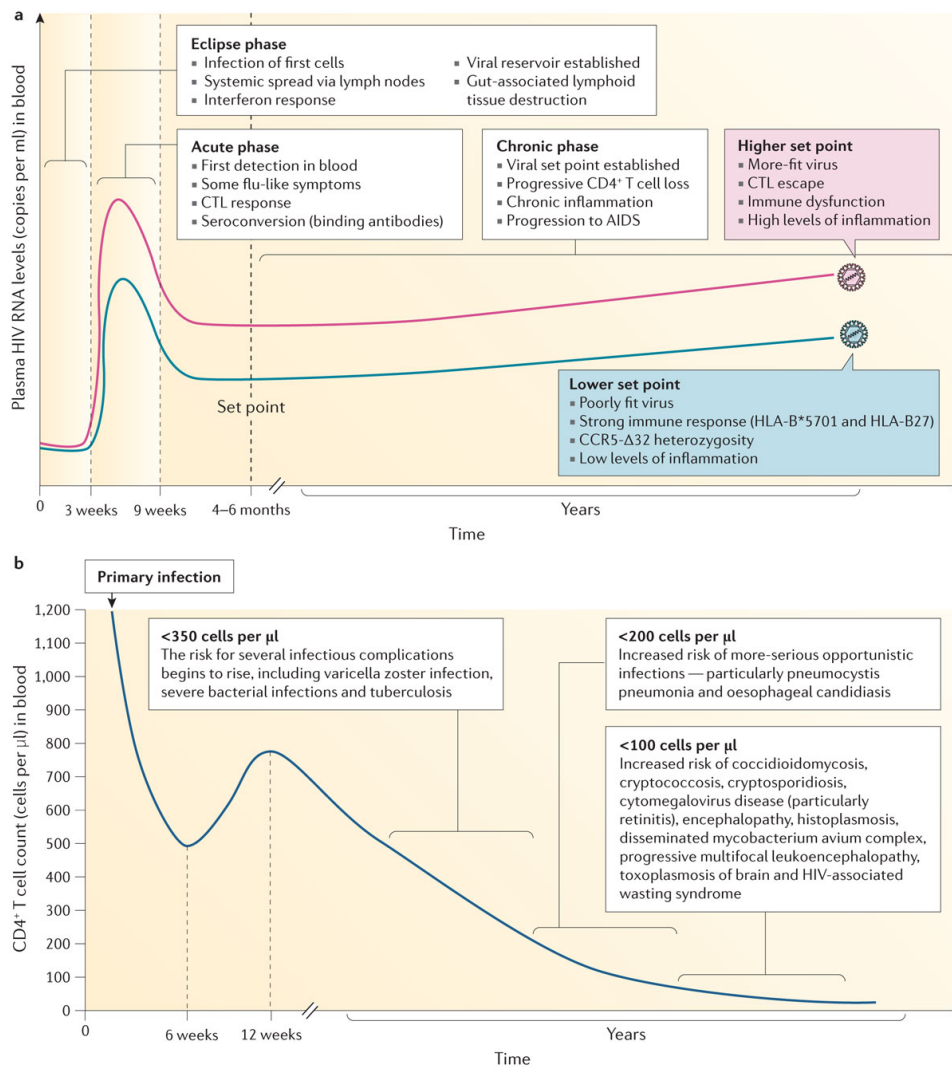 a
Plasma HIV RNA levels (copies per ml) in blood
Eclipse phase
▪ Infection of first cells
▪ Systemic spread via lymph nodes
▪ Interferon response
▪ Viral reservoir established
▪ Gut-associated lymphoid
tissue destruction
Acute phase
▪ First detection in blood
▪ Some flu-like symptoms
▪ CTL response
▪ Seroconversion (binding antibodies)
Chronic phase
▪ Viral set point established
▪ Progressive CD4⁺ T cell loss
▪ Chronic inflammation
▪ Progression to AIDS
Higher set point
▪ More-fit virus
▪ CTL escape
▪ Immune dysfunction
▪ High levels of inflammation
Set point
Lower set point
▪ Poorly fit virus
▪ Strong immune response (HLA-B*5701 and HLA-B27)
▪ CCR5-Δ32 heterozygosity
▪ Low levels of inflammation
0
3 weeks
9 weeks
4–6 months
Years
Time
b
Primary infection
CD4⁺ T cell count (cells per µl) in blood
1,200
1,100
1,000
900
800
700
600
500
400
300
200
100
0
<350 cells per µl
The risk for several infectious complications
begins to rise, including varicella zoster infection,
severe bacterial infections and tuberculosis
<200 cells per µl
Increased risk of more-serious opportunistic
infections — particularly pneumocystis
pneumonia and oesophageal candidiasis
<100 cells per µl
Increased risk of coccidioidomycosis,
cryptococcosis, cryptosporidiosis,
cytomegalovirus disease (particularly
retinitis), encephalopathy, histoplasmosis,
disseminated mycobacterium avium complex,
progressive multifocal leukoencephalopathy,
toxoplasmosis of brain and HIV-associated
wasting syndrome
0
6 weeks
12 weeks
Years
Time